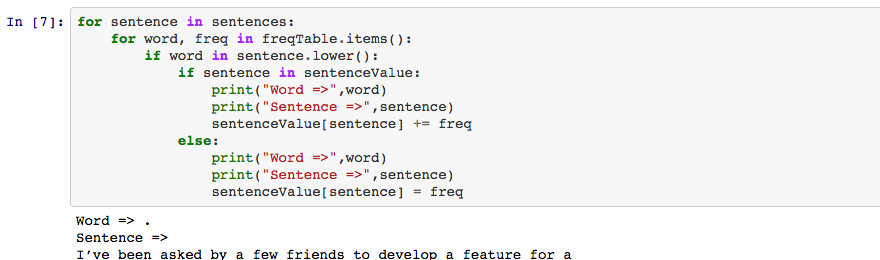 In [7]: for sentence in sentences:
for word, freq in freqTable.items():
if word in sentence.lower():
if sentence in sentenceValue:
print("Word =>",word)
print("Sentence =>",sentence)
sentenceValue[sentence] += freq
else:
print("Word =>",word)
print("Sentence =>",sentence)
sentenceValue[sentence] = freq
Word => .
Sentence =>
I’ve been asked by a few friends to develop a feature for a